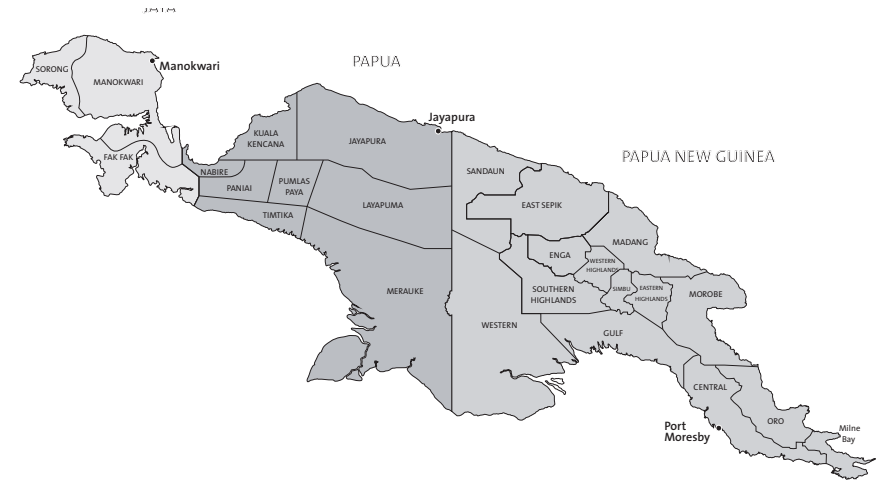 PAPUA
PAPUA NEW GUINEA
Manokwari
SORONG
MANOKWARI
FAK FAK
Jayapura
KUALA
KENCANA
JAYAPURA
NABIRE
PANIAI
PUMLAS
PAYA
TIMTIKA
LAYAPUMA
MERAUKE
SANDAUN
EAST SEPIK
MADANG
ENGA
WESTERN
HIGHLANDS
SOUTHERN
HIGHLANDS
SIMBU
EASTERN
HIGHLANDS
MOROBE
WESTERN
GULF
CENTRAL
ORO
Port
Moresby
Milne
Bay